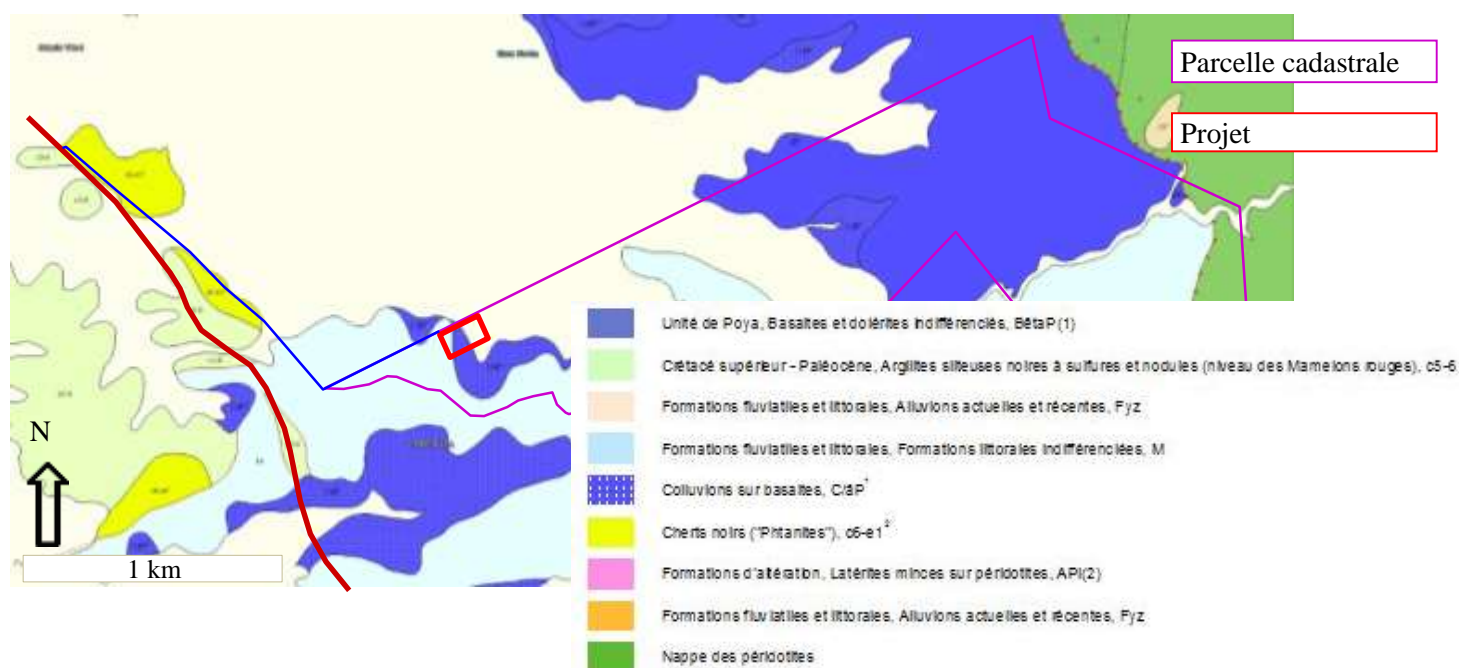 Parcelle cadastrale
Projet
Unité de Poya, Basaltes et dolérites indifférenciés, BétaP(1)
Crétacé supérieur - Paléocène, Argilites silteuses noires à sulfures et nodules (niveau des Mamelons rouges), c5-6
Formations fluviatiles et littorales, Alluvions actuelles et récentes, Fyz
N
Formations fluviatiles et littorales, Formations littorales indifférenciées, M
Colluvions sur basaltes, C/âP¹
Cherts noirs ("Phtanites"), c6-e1²
1 km
Formations d'altération, Latérites minces sur péridotites, API(2)
Formations fluviatiles et littorales, Alluvions actuelles et récentes, Fyz
Nappe des péridotites